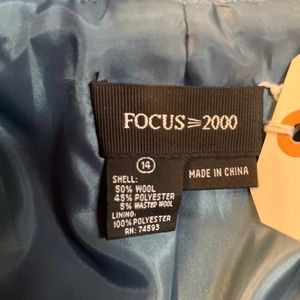 FOCUS 2000
14
MADE IN CHINA
SHELL:
50% WOOL
45% POLYESTER
5% WASTED WOOL
LINING:
100% POLYESTER
RN: 74593